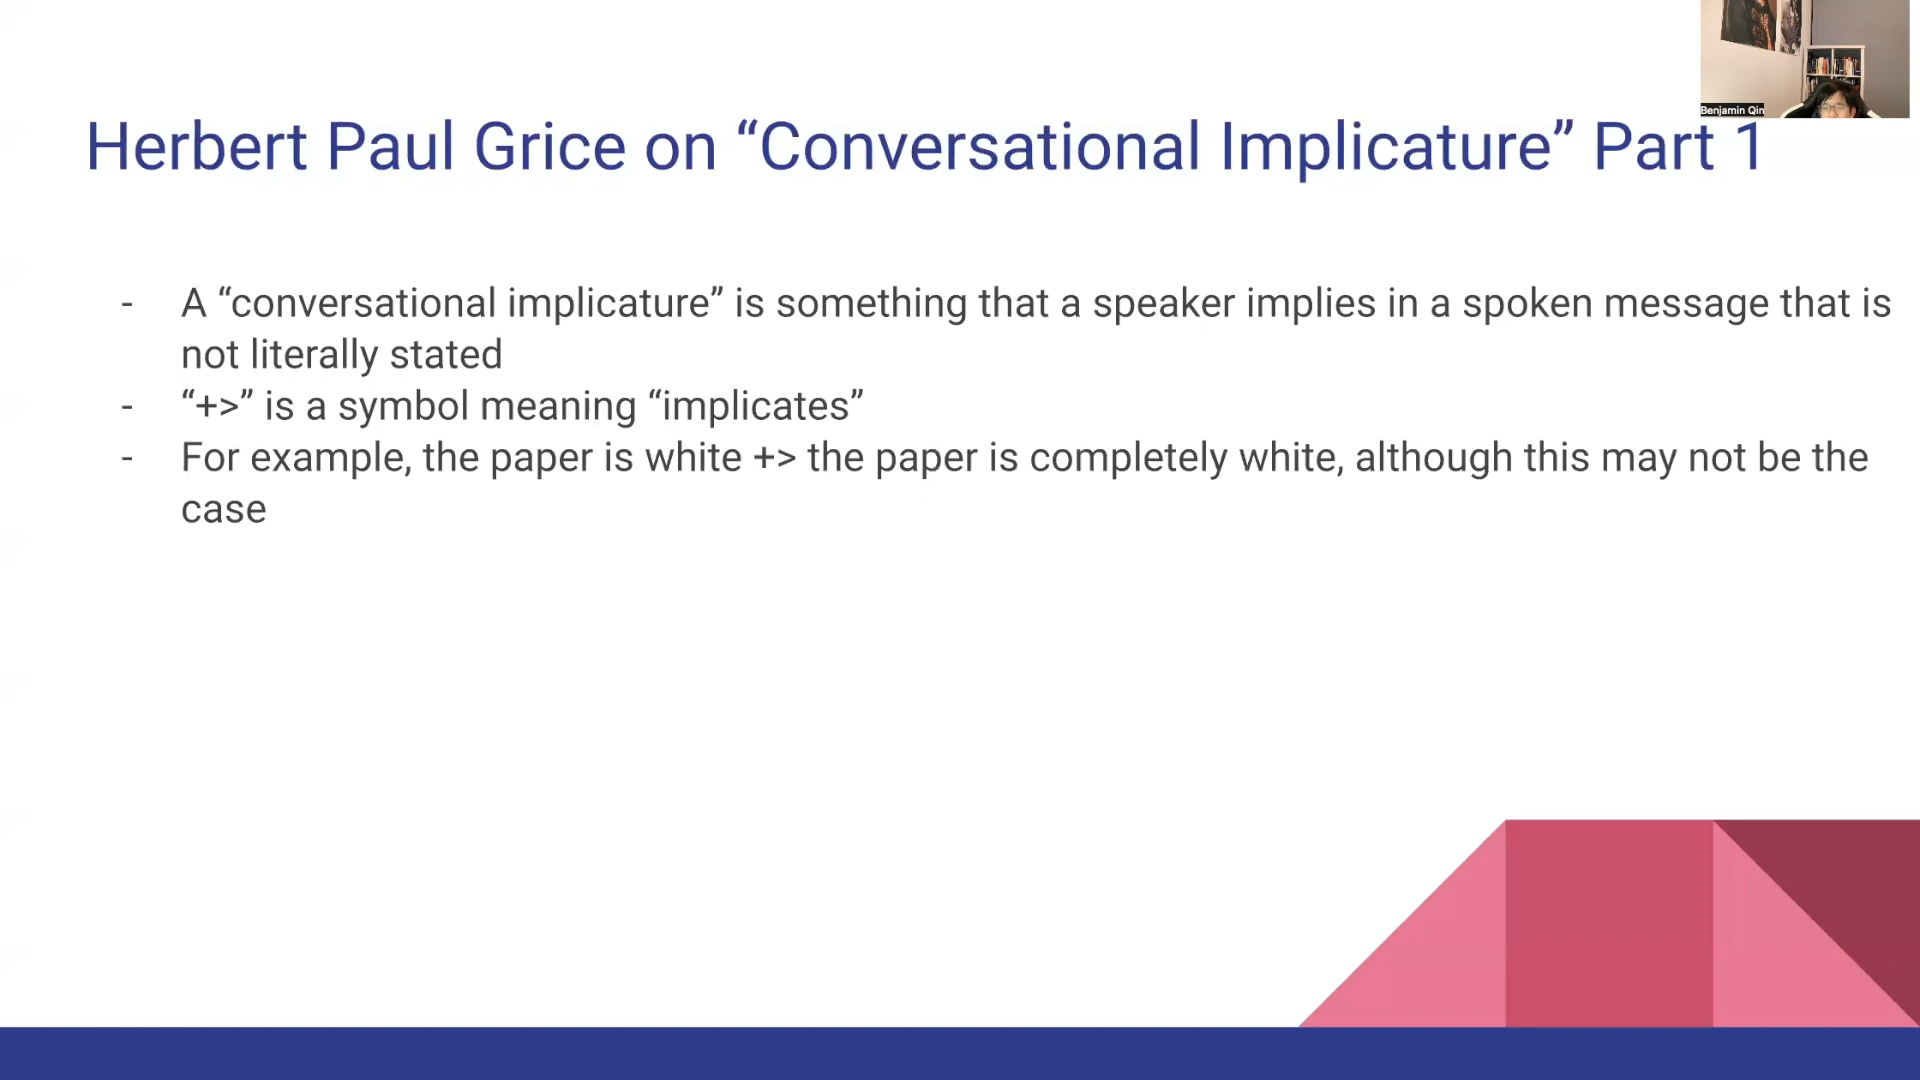 Benjamin Qin
Herbert Paul Grice on “Conversational Implicature” Part 1
- A “conversational implicature” is something that a speaker implies in a spoken message that is
not literally stated
- “+>” is a symbol meaning “implicates”
- For example, the paper is white +> the paper is completely white, although this may not be the
case